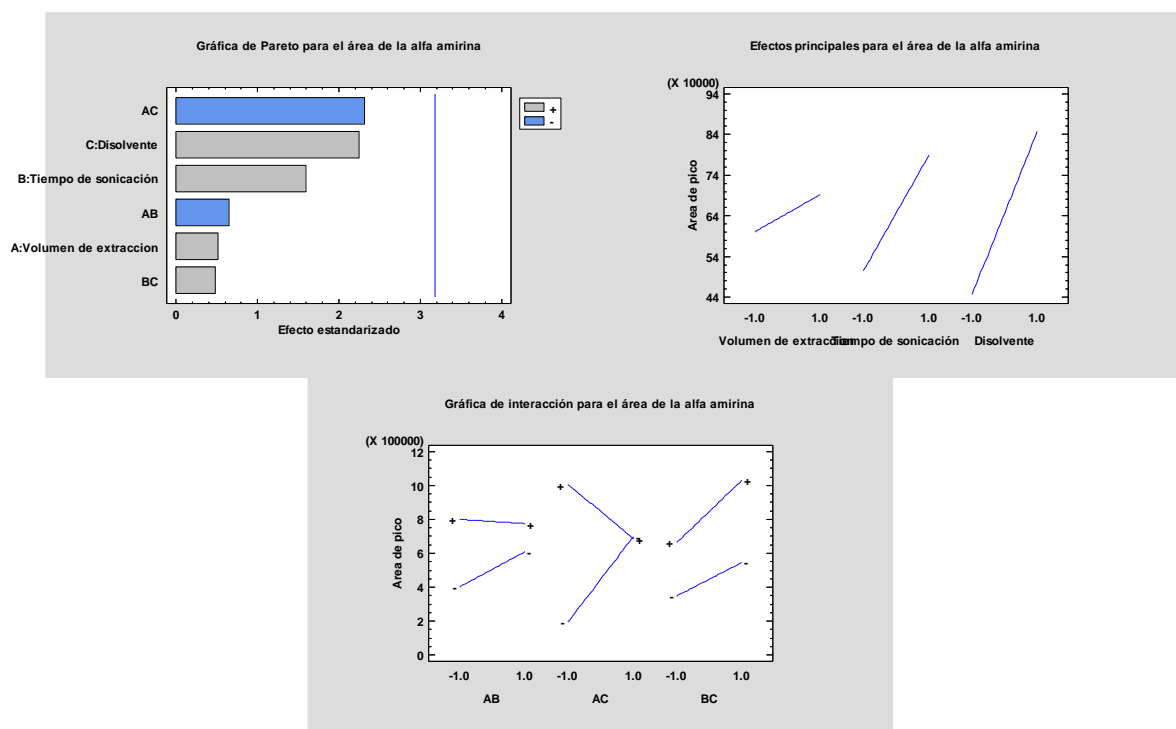 Gráfica de Pareto para el área de la alfa amirina
AC
C:Disolvente
B:Tiempo de sonicación
AB
A:Volumen de extraccion
BC
0 1 2 3 4
Efecto estandarizado
+
-
Efectos principales para el área de la alfa amirina
(X 10000)
94
84
74
64
54
44
Area de pico
-1.0 1.0 -1.0 1.0 -1.0 1.0
Volumen de extraccion Tiempo de sonicación Disolvente
Gráfica de interacción para el área de la alfa amirina
(X 100000)
12
10
8
6
4
2
0
Area de pico
+ + + - + + +
- - - - -
-1.0 1.0 -1.0 1.0 -1.0 1.0
AB AC BC